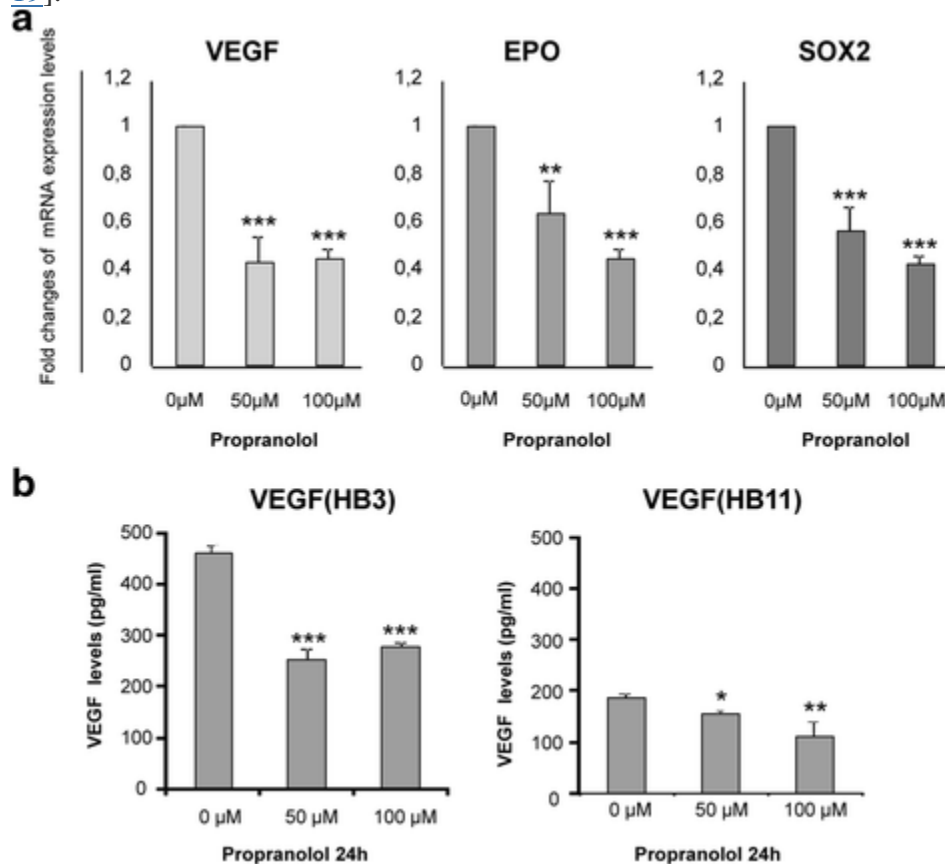 a
VEGF EPO SOX2
Fold changes of mRNA expression levels
1,2 1,2 1,2
1 1 1
0,8 0,8 0,8
** ***
0,6 *** *** 0,6 *** 0,6 ***
0,4 0,4 0,4
0,2 0,2 0,2
0 0 0
0µM 50µM 100µM 0µM 50µM 100µM 0µM 50µM 100µM
Propranolol Propranolol Propranolol
b
VEGF(HB3) VEGF(HB11)
VEGF levels (pg/ml) VEGF levels (pg/ml)
500 500
400 400
300 *** *** 300
200 200 * **
100 100
0 0
0 µM 50 µM 100 µM 0 µM 50 µM 100 µM
Propranolol 24h Propranolol 24h